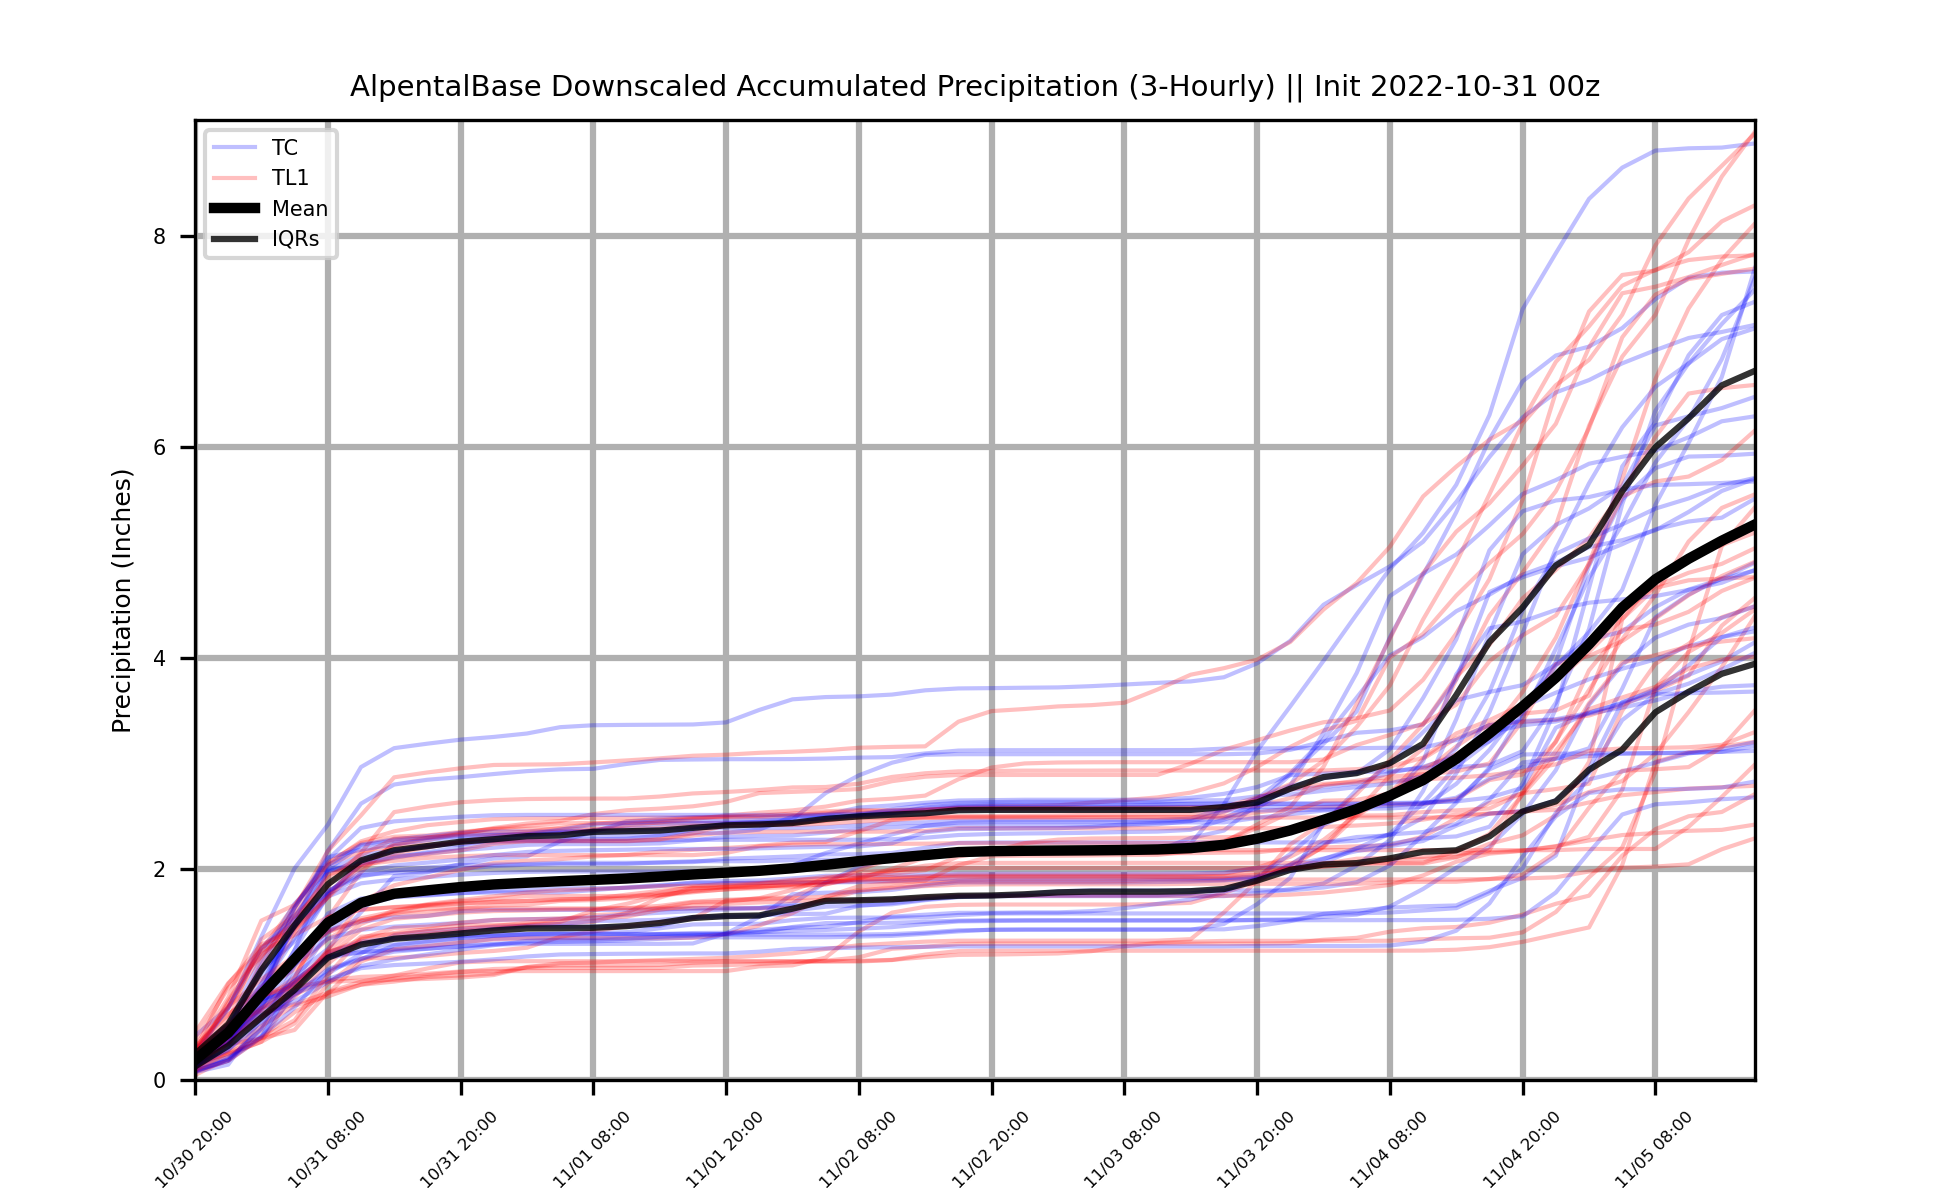 AlpentalBase Downscaled Accumulated Precipitation (3-Hourly) || Init 2022-10-31 00z
TC
TL1
Mean
IQRs
Precipitation (Inches)
8
6
4
2
0
10/30 20:00
10/31 08:00
10/31 20:00
11/01 08:00
11/01 20:00
11/02 08:00
11/02 20:00
11/03 08:00
11/03 20:00
11/04 08:00
11/04 20:00
11/05 08:00